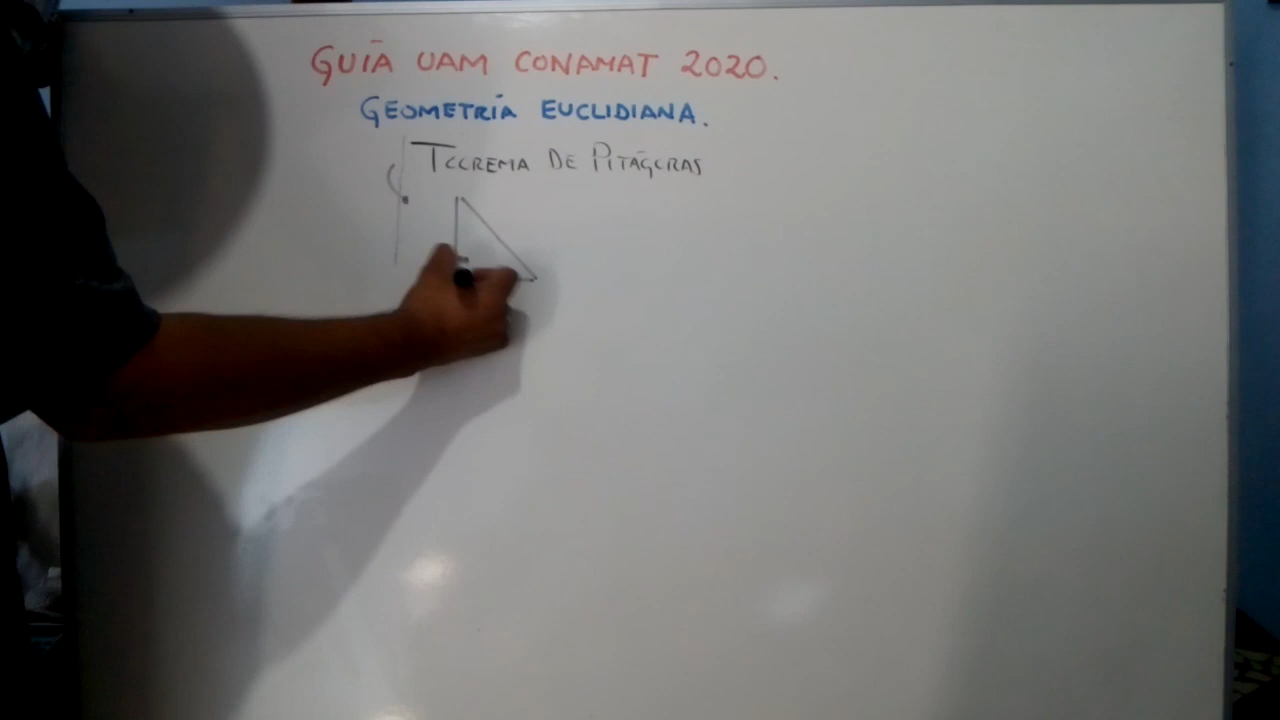 GUÍA UAM CONAMAT 2020.
GEOMETRÍA EUCLIDIANA.
TEOREMA DE PITÁGORAS